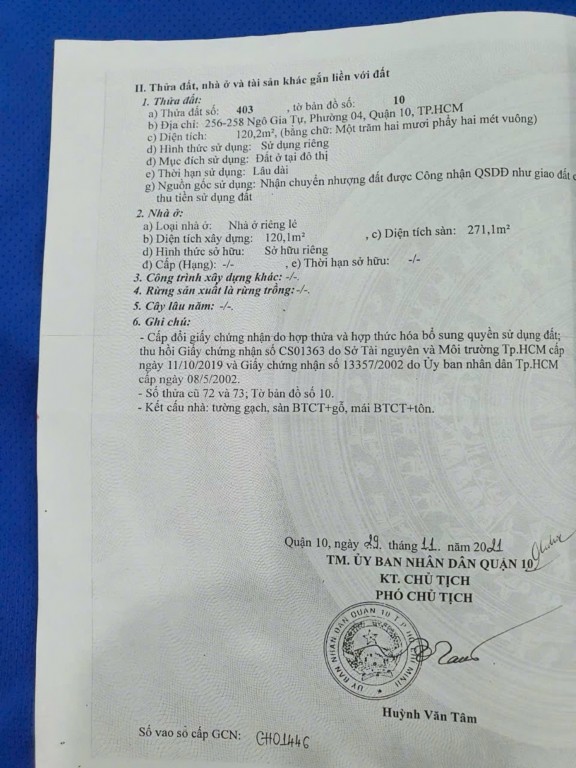 II. Thửa đất, nhà ở và tài sản khác gắn liền với đất
1. Thửa đất:
a) Thửa đất số: 403 , tờ bản đồ số: 10
b) Địa chỉ: 256-258 Ngô Gia Tự, Phường 04, Quận 10, TP.HCM
c) Diện tích: 120,2m², (bằng chữ: Một trăm hai mươi phẩy hai mét vuông)
d) Hình thức sử dụng: Sử dụng riêng
đ) Mục đích sử dụng: Đất ở tại đô thị
e) Thời hạn sử dụng: Lâu dài
g) Nguồn gốc sử dụng: Nhận chuyển nhượng đất được Công nhận QSDĐ như giao đất
thu tiền sử dụng đất
2. Nhà ở:
a) Loại nhà ở: Nhà ở riêng lẻ
b) Diện tích xây dựng: 120,1m² , c) Diện tích sàn: 271,1m²
d) Hình thức sở hữu: Sở hữu riêng
đ) Cấp (Hạng): -/- , e) Thời hạn sở hữu: -/-
3. Công trình xây dựng khác: -/-.
4. Rừng sản xuất là rừng trồng: -/-.
5. Cây lâu năm: -/-.
6. Ghi chú:
- Cấp đổi giấy chứng nhận do hợp thửa và hợp thức hóa bổ sung quyền sử dụng đất;
thu hồi Giấy chứng nhận số CS01363 do Sở Tài nguyên và Môi trường Tp.HCM cấp
ngày 11/10/2019 và Giấy chứng nhận số 13357/2002 do Ủy ban nhân dân Tp.HCM
cấp ngày 08/5/2002.
- Số thửa cũ 72 và 73; Tờ bản đồ số 10.
- Kết cấu nhà: tường gạch, sàn BTCT+gỗ, mái BTCT+tôn.
Quận 10, ngày 29. tháng 11. năm 2021
TM. ỦY BAN NHÂN DÂN QUẬN 10
KT. CHỦ TỊCH
PHÓ CHỦ TỊCH
ỦY BAN NHÂN DÂN QUẬN 10 T.P HỒ CHÍ MINH
Huỳnh Văn Tâm
Số vào sổ cấp GCN: CH01446